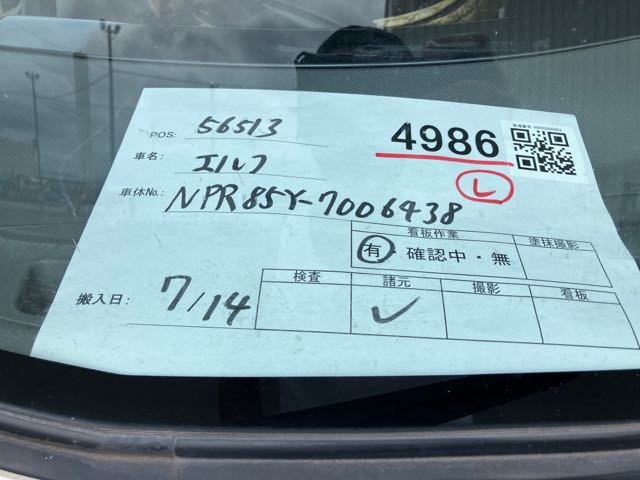 POS: 56513
4986
車名: エルフ
L
車体No.: NPR85Y-7006438
看板作業 塗抹撮影
有 確認中・無
搬入日: 7/14
検査 諸元 撮影 看板
✓